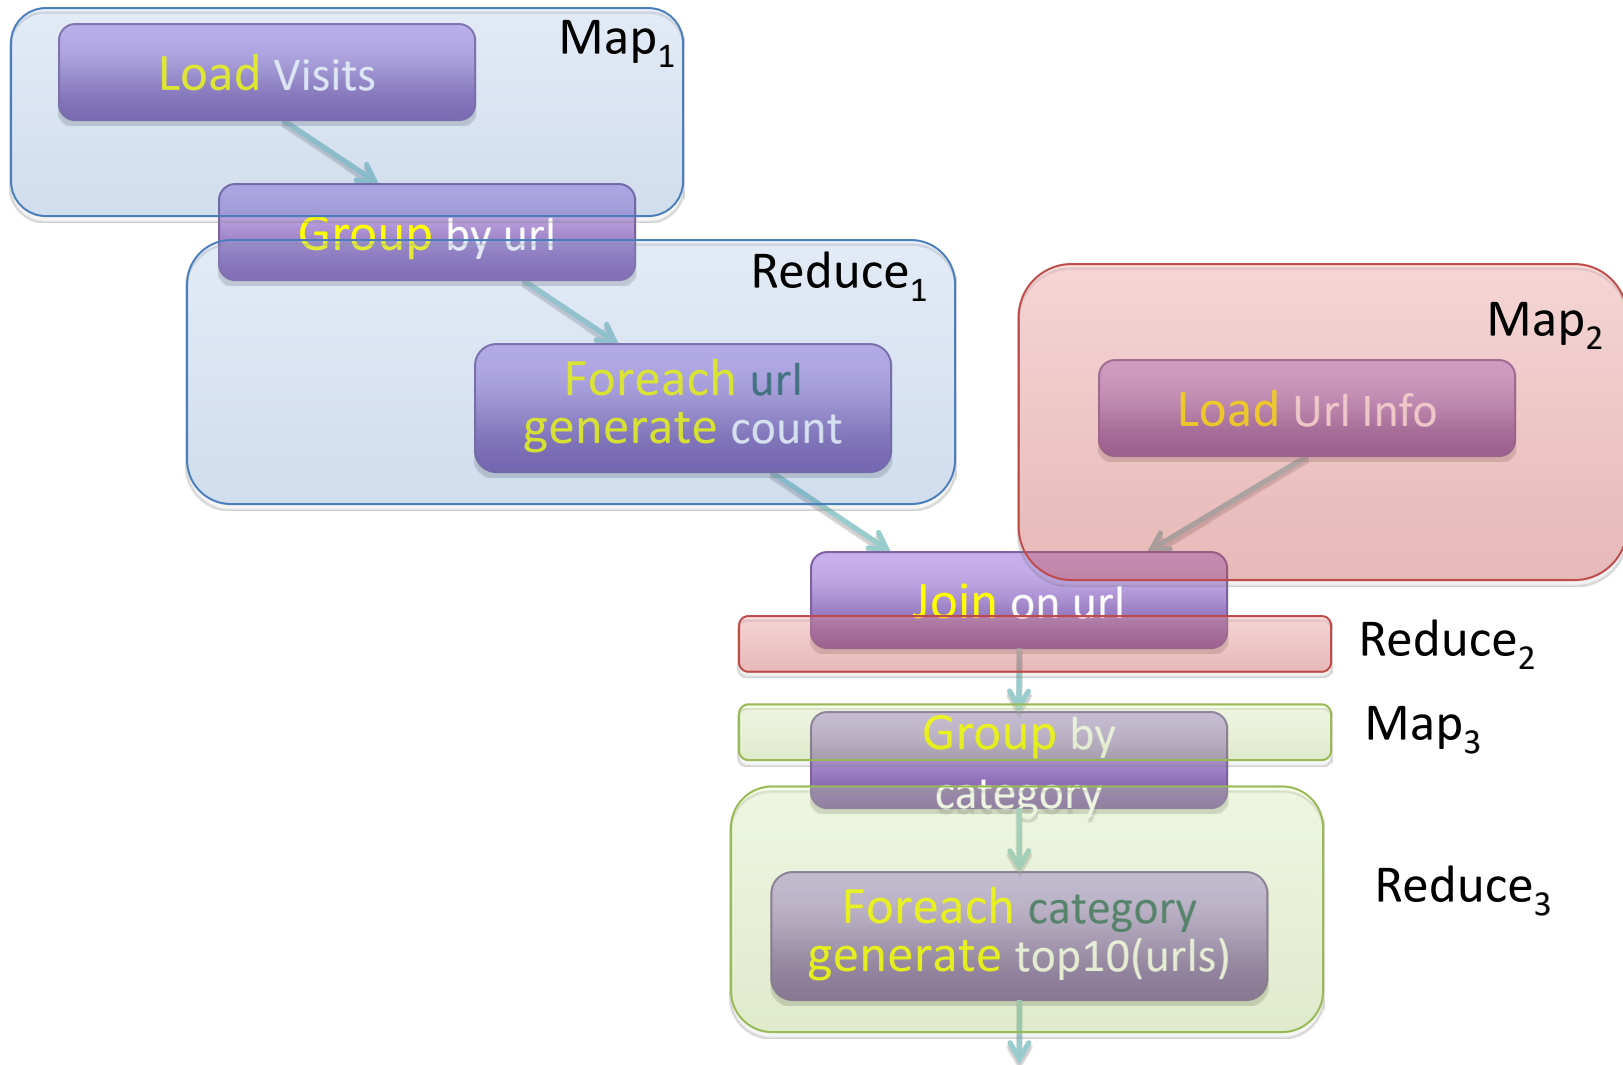 Map₁
Load Visits
Group by url
Reduce₁
Map₂
Foreach url
generate count
Load Url Info
Join on url
Reduce₂
Map₃
Group by
category
Reduce₃
Foreach category
generate top10(urls)